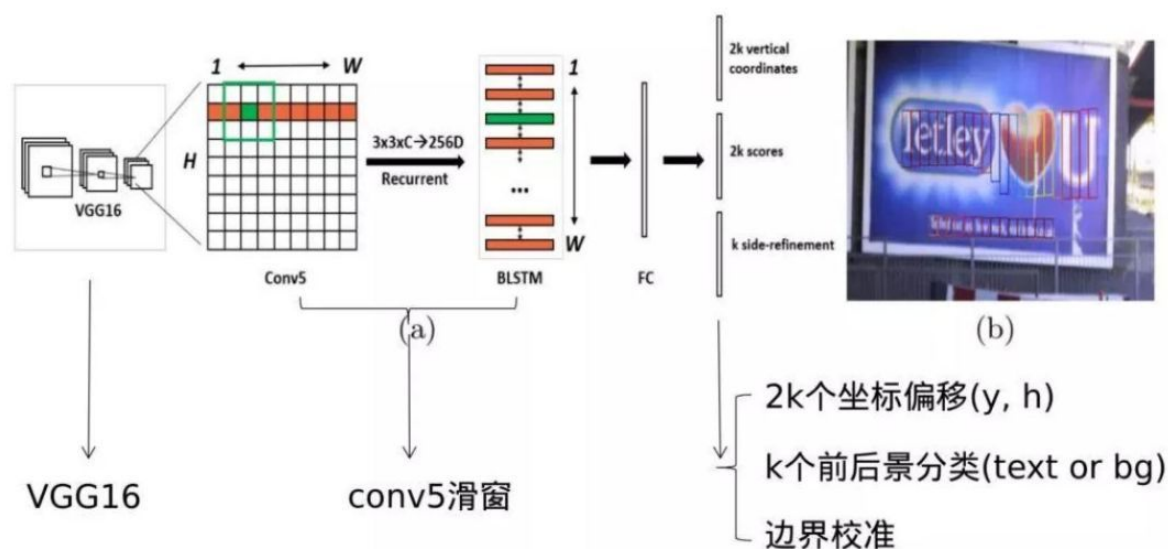 1 W
H
VGG16
Conv5
3x3xC→256D
Recurrent
1
...
W
BLSTM
FC
2k vertical
coordinates
2k scores
k side-refinement
Tetley
U
(a)
(b)
VGG16
conv5滑窗
2k个坐标偏移(y, h)
k个前后景分类(text or bg)
边界校准